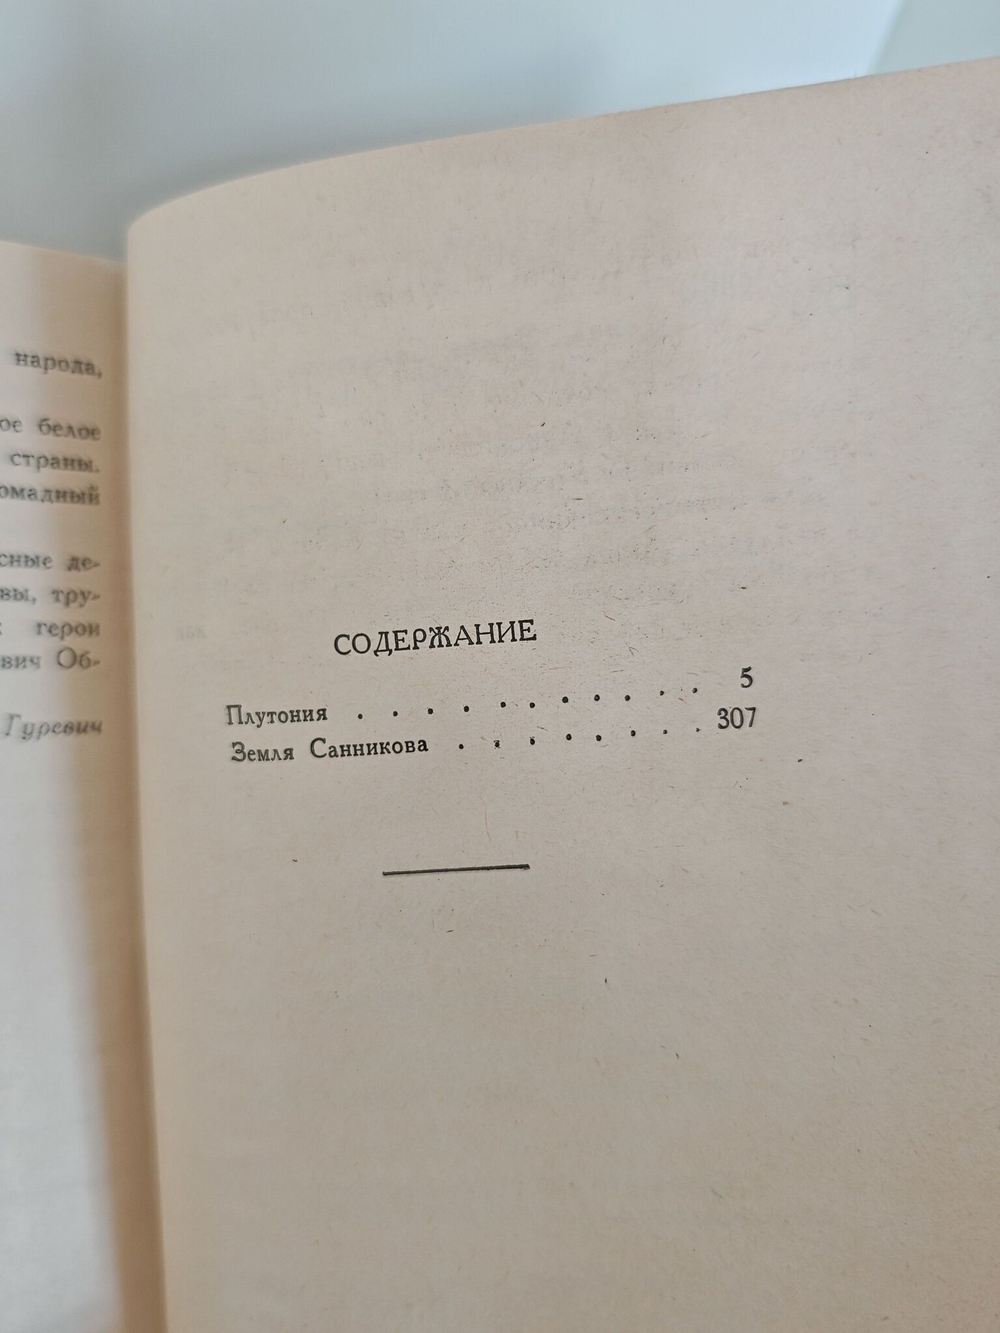 народа,
ое белое
страны.
омадный
сные де-
вы, тру-
герои
вич Об-
Гуревич
СОДЕРЖАНИЕ
Плутония . . . . . . . . . . 5
Земля Санникова . . . . . . . . 307